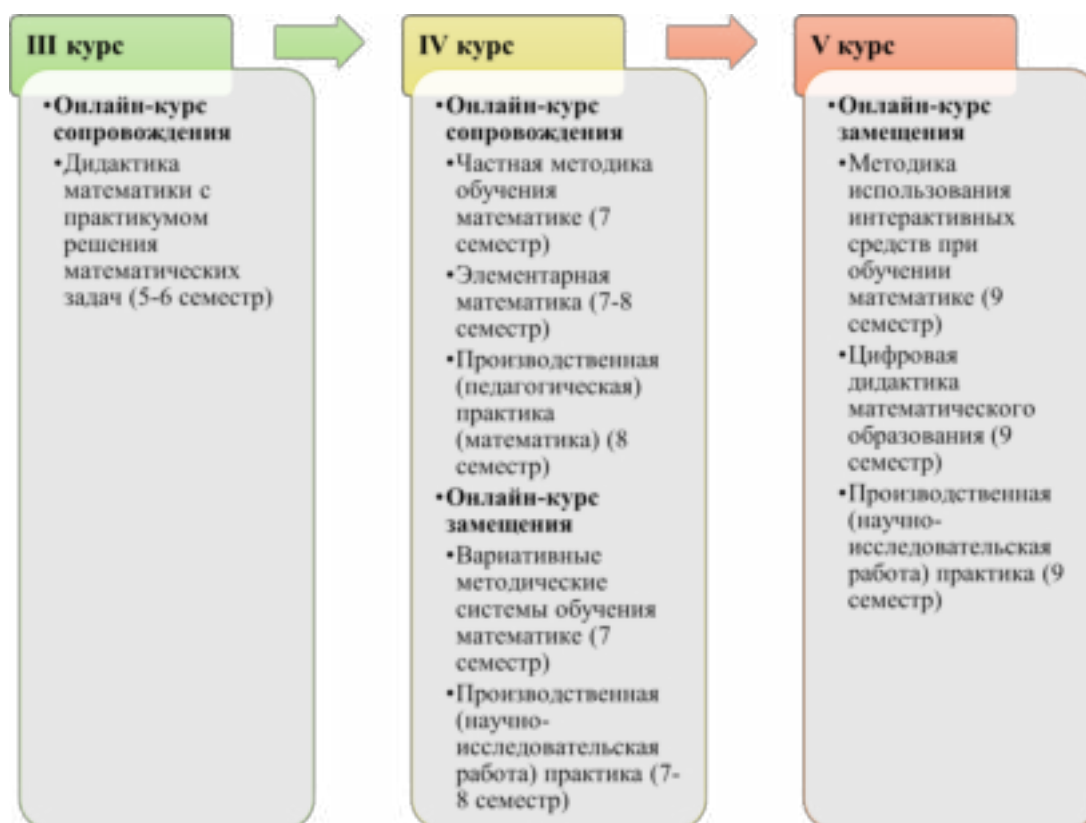 III курс
•Онлайн-курс
сопровождения
•Дидактика
математики с
практикумом
решения
математических
задач (5-6 семестр)
IV курс
•Онлайн-курс
сопровождения
•Частная методика
обучения
математике (7
семестр)
•Элементарная
математика (7-8
семестр)
•Производственная
(педагогическая)
практика
(математика) (8
семестр)
•Онлайн-курс
замещения
•Вариативные
методические
системы обучения
математике (7
семестр)
•Производственная
(научно-
исследовательская
работа) практика (7-
8 семестр)
V курс
•Онлайн-курс
замещения
•Методика
использования
интерактивных
средств при
обучении
математике (9
семестр)
•Цифровая
дидактика
математического
образования (9
семестр)
•Производственная
(научно-
исследовательская
работа) практика (9
семестр)